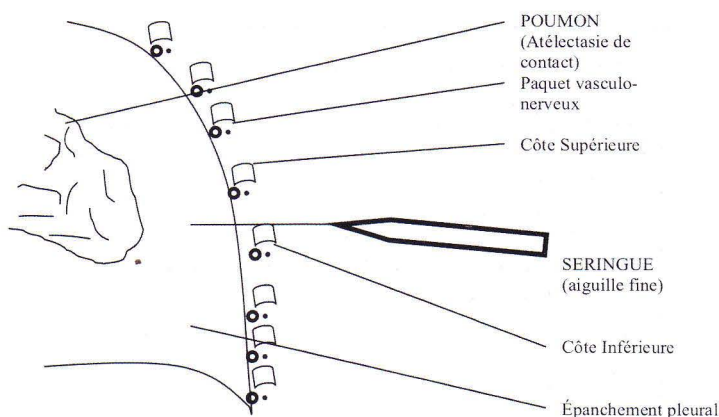 POUMON
(Atélectasie de
contact)
Paquet vasculo-
nerveux
Côte Supérieure
SERINGUE
(aiguille fine)
Côte Inférieure
Épanchement pleural